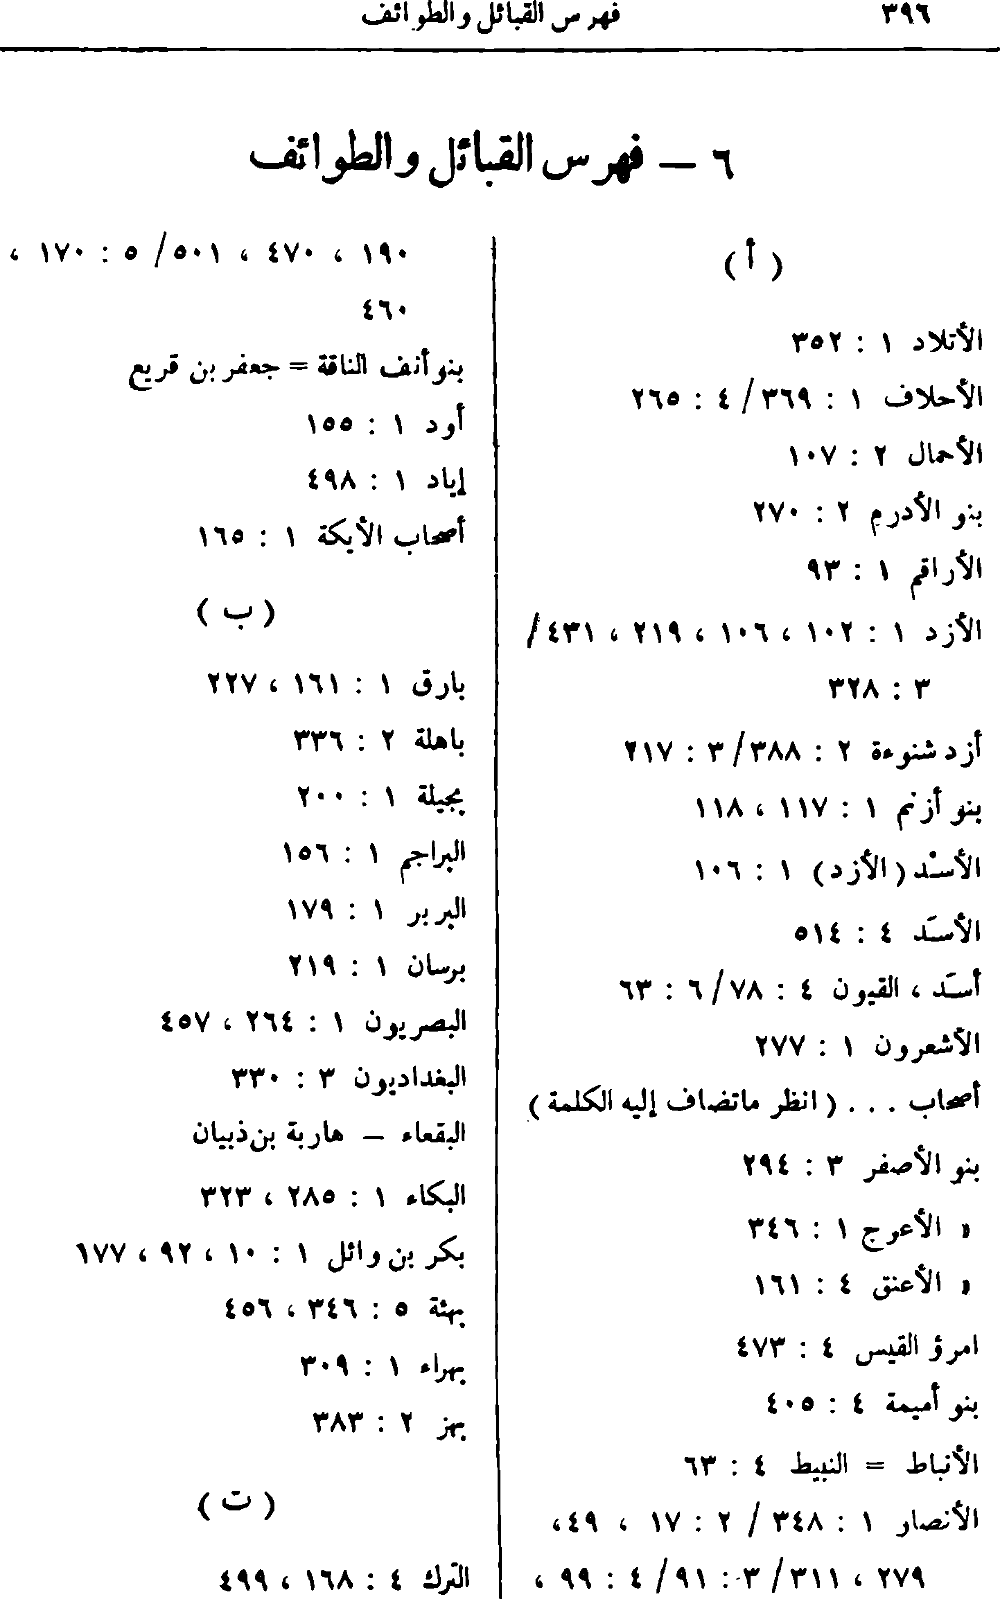 ٣٩٦
فهرس القبائل والطوائف
٦ — فهرس القبائل والطوائف
( أ )
الأتلاد ١ : ٣٥٢
الأحلاف ١ : ٣٦٩ / ٤ : ٢٦٥
الأحمال ٢ : ١٠٧
بنو الأدرم ٢ : ٢٧٠
الأراقم ١ : ٩٣
الأزد ١ : ١٠٢ ، ١٠٦ ، ٢١٩ ، ٤٣١ /
٣ : ٣٢٨
أزد شنوءة ٢ : ٣٨٨ / ٣ : ٢١٧
بنو أزنم ١ : ١١٧ ، ١١٨
الأسْد ( الأزد ) ١ : ١٠٦
الأسَد ٤ : ٥١٤
أسَد ، القيون ٤ : ٧٨ / ٦ : ٦٣
الأشعرون ١ : ٢٧٧
أصحاب . . . ( انظر ماتضاف إليه الكلمة )
بنو الأصفر ٣ : ٢٩٤
« الأعرج ١ : ٣٤٦
« الأعنق ٤ : ١٦١
امرؤ القيس ٤ : ٤٧٣
بنو أميمة ٤ : ٤٠٥
الأنباط = النبيط ٤ : ٦٣
الأنصار ١ : ٣٤٨ / ٢ : ١٧ ، ٤٩ ،
٢٧٩ ، ٣١١ / ٣ : ٩١ / ٤ : ٩٩ ،
١٩٠ ، ٤٧٠ ، ٥٠١ / ٥ : ١٧٠ ،
٤٦٠
بنو أنف الناقة = جعفر بن قريع
أود ١ : ١٥٥
إياد ١ : ٤٩٨
أصحاب الأيكة ١ : ١٦٥
( ب )
بارق ١ : ١٦١ ، ٢٢٧
باهلة ٢ : ٣٣٦
بجيلة ١ : ٢٠٠
البراجم ١ : ١٥٦
البربر ١ : ١٧٩
برسان ١ : ٢١٩
البصريون ١ : ٢٦٤ ، ٤٥٧
البغداديون ٣ : ٣٣٠
البقعاء — هاربة بن ذبيان
البكاء ١ : ٢٨٥ ، ٣٢٣
بكر بن وائل ١ : ١٠ ، ٩٢ ، ١٧٧
بهثة ٥ : ٣٤٦ ، ٤٥٦
بهراء ١ : ٣٠٩
بهز ٢ : ٣٨٣
( ت )
الترك ٤ : ١٦٨ ، ٤٩٩